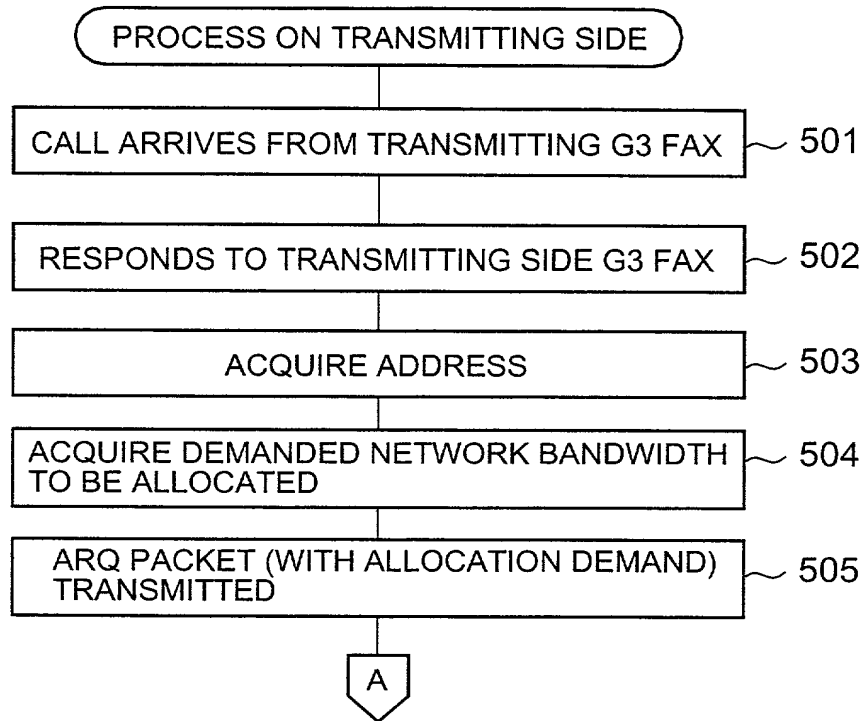 PROCESS ON TRANSMITTING SIDE
CALL ARRIVES FROM TRANSMITTING G3 FAX
501
RESPONDS TO TRANSMITTING SIDE G3 FAX
502
ACQUIRE ADDRESS
503
ACQUIRE DEMANDED NETWORK BANDWIDTH
TO BE ALLOCATED
504
ARQ PACKET (WITH ALLOCATION DEMAND)
TRANSMITTED
505
A